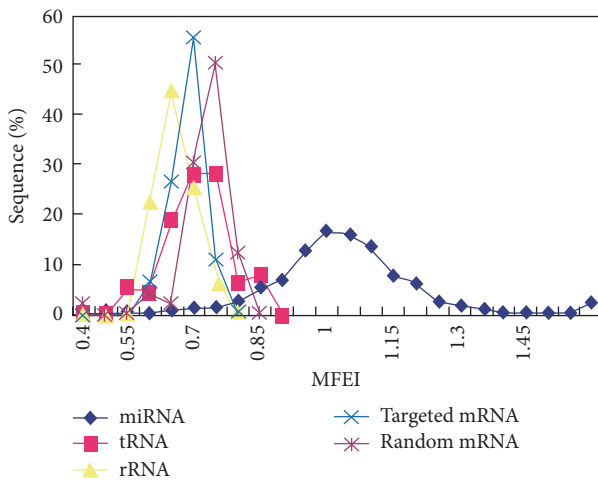 60
50
40
30
20
10
0
Sequence (%)
0.4
0.55
0.7
0.85
1
1.15
1.3
1.45
MFEI
miRNA
tRNA
rRNA
Targeted mRNA
Random mRNA